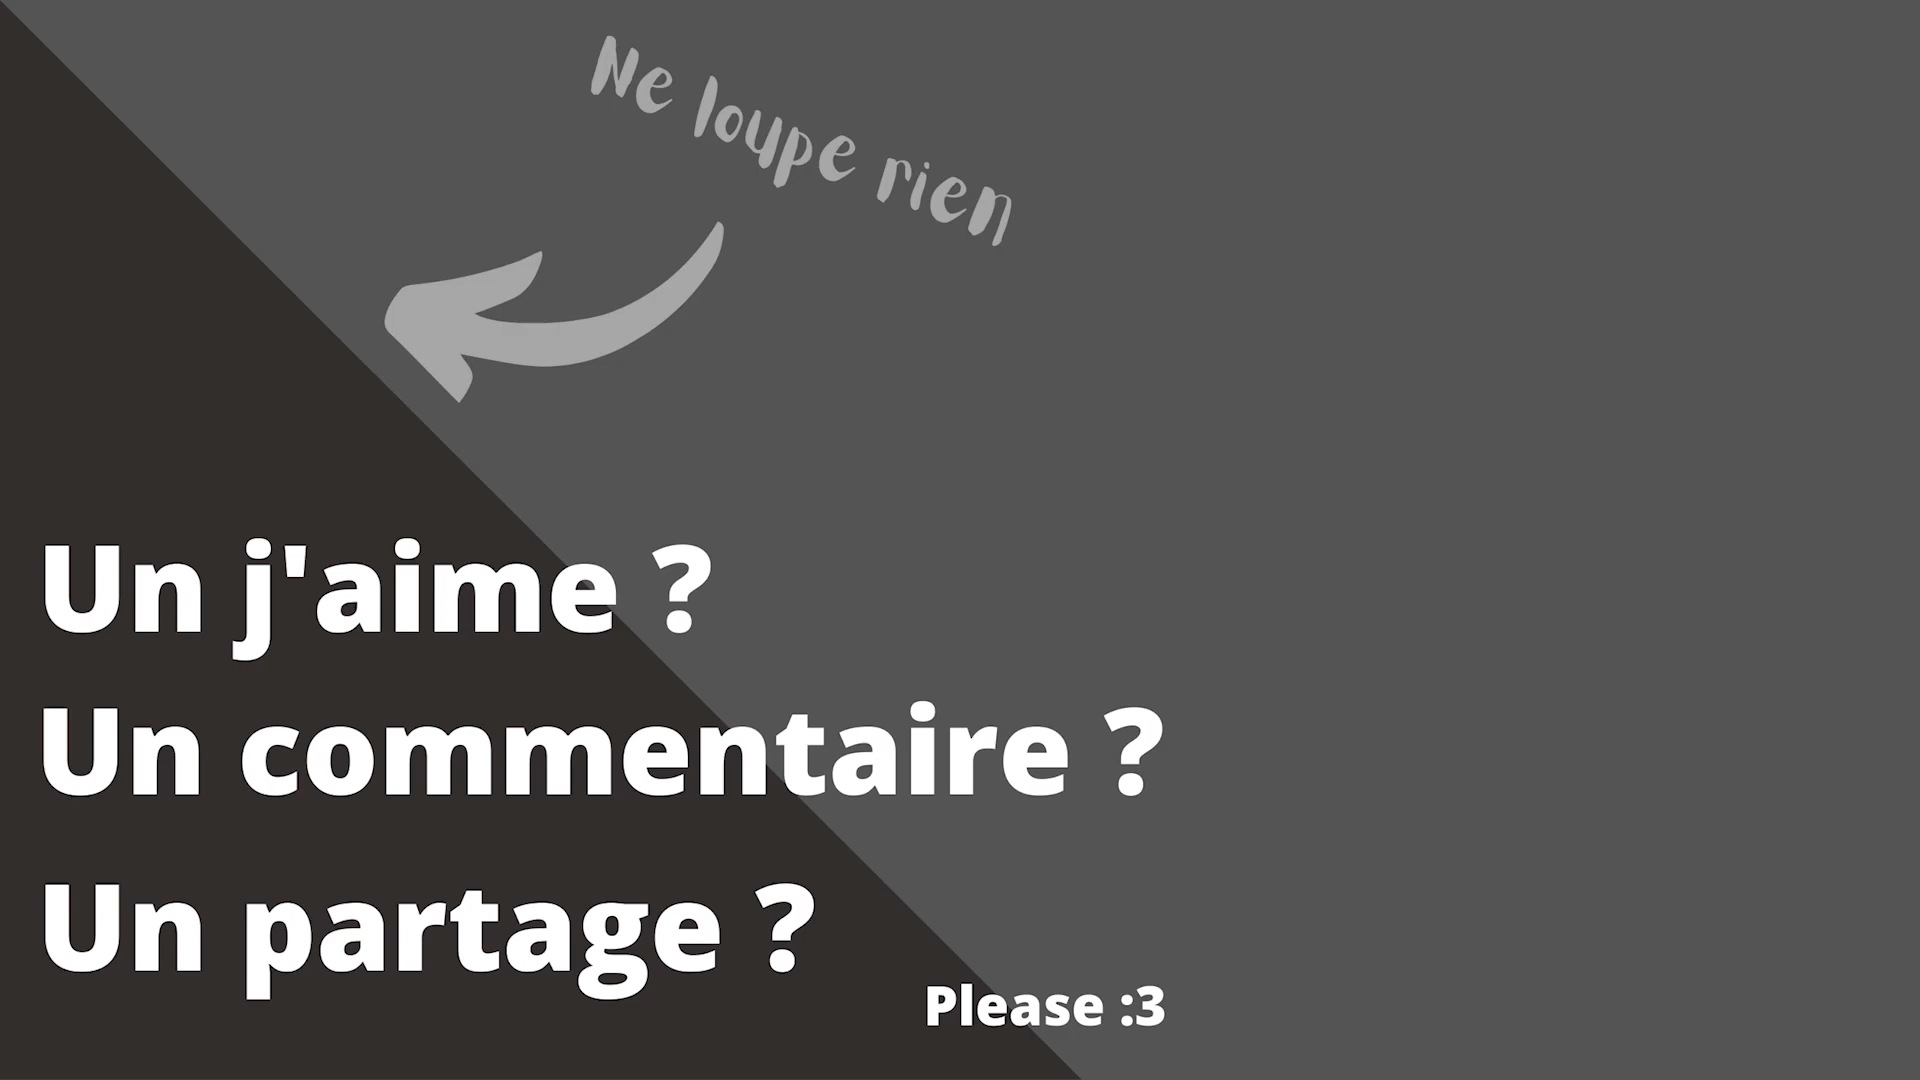 Ne loupe rien
Un j'aime ?
Un commentaire ?
Un partage ?
Please :3